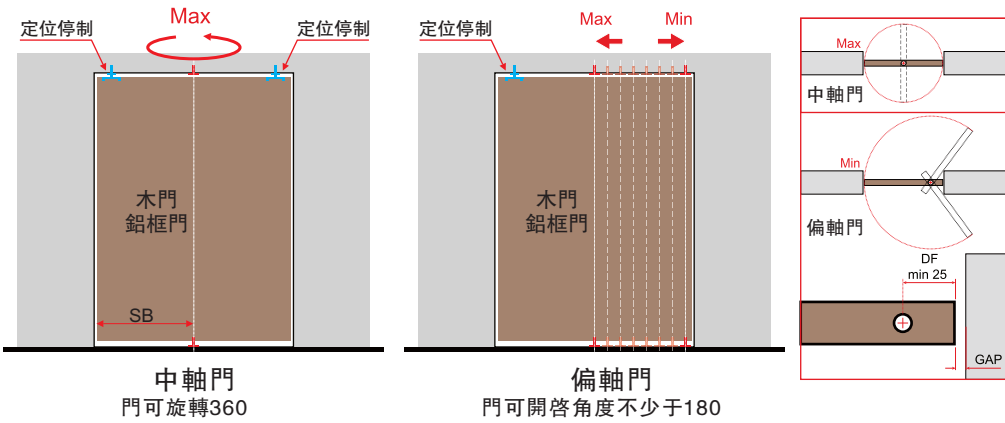 定位停制
Max
定位停制
木門
鋁框門
SB
中軸門
門可旋轉360
定位停制
Max
Min
木門
鋁框門
偏軸門
門可開啓角度不少于180
Max
中軸門
Min
偏軸門
DF
min 25
GAP